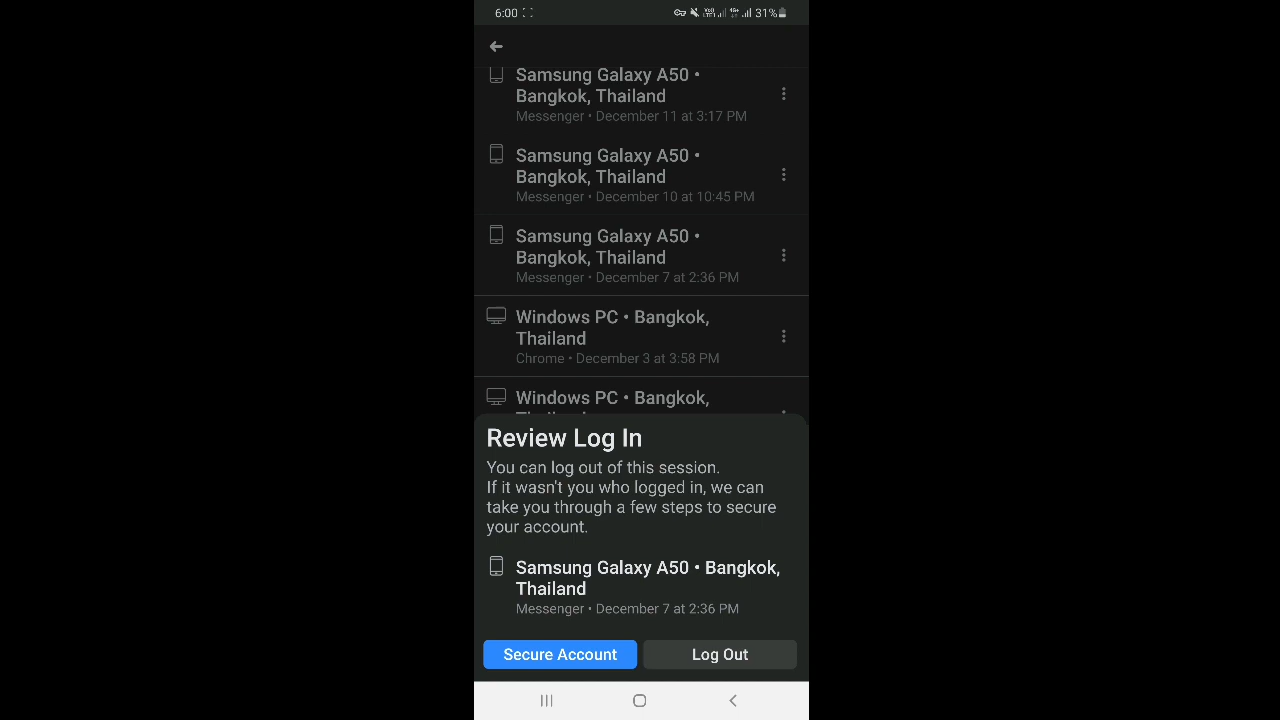 6:00
31%
Samsung Galaxy A50 •
Bangkok, Thailand
Messenger • December 11 at 3:17 PM
Samsung Galaxy A50 •
Bangkok, Thailand
Messenger • December 10 at 10:45 PM
Samsung Galaxy A50 •
Bangkok, Thailand
Messenger • December 7 at 2:36 PM
Windows PC • Bangkok,
Thailand
Chrome • December 3 at 3:58 PM
Windows PC • Bangkok,
Review Log In
You can log out of this session.
If it wasn't you who logged in, we can
take you through a few steps to secure
your account.
Samsung Galaxy A50 • Bangkok,
Thailand
Messenger • December 7 at 2:36 PM
Secure Account
Log Out